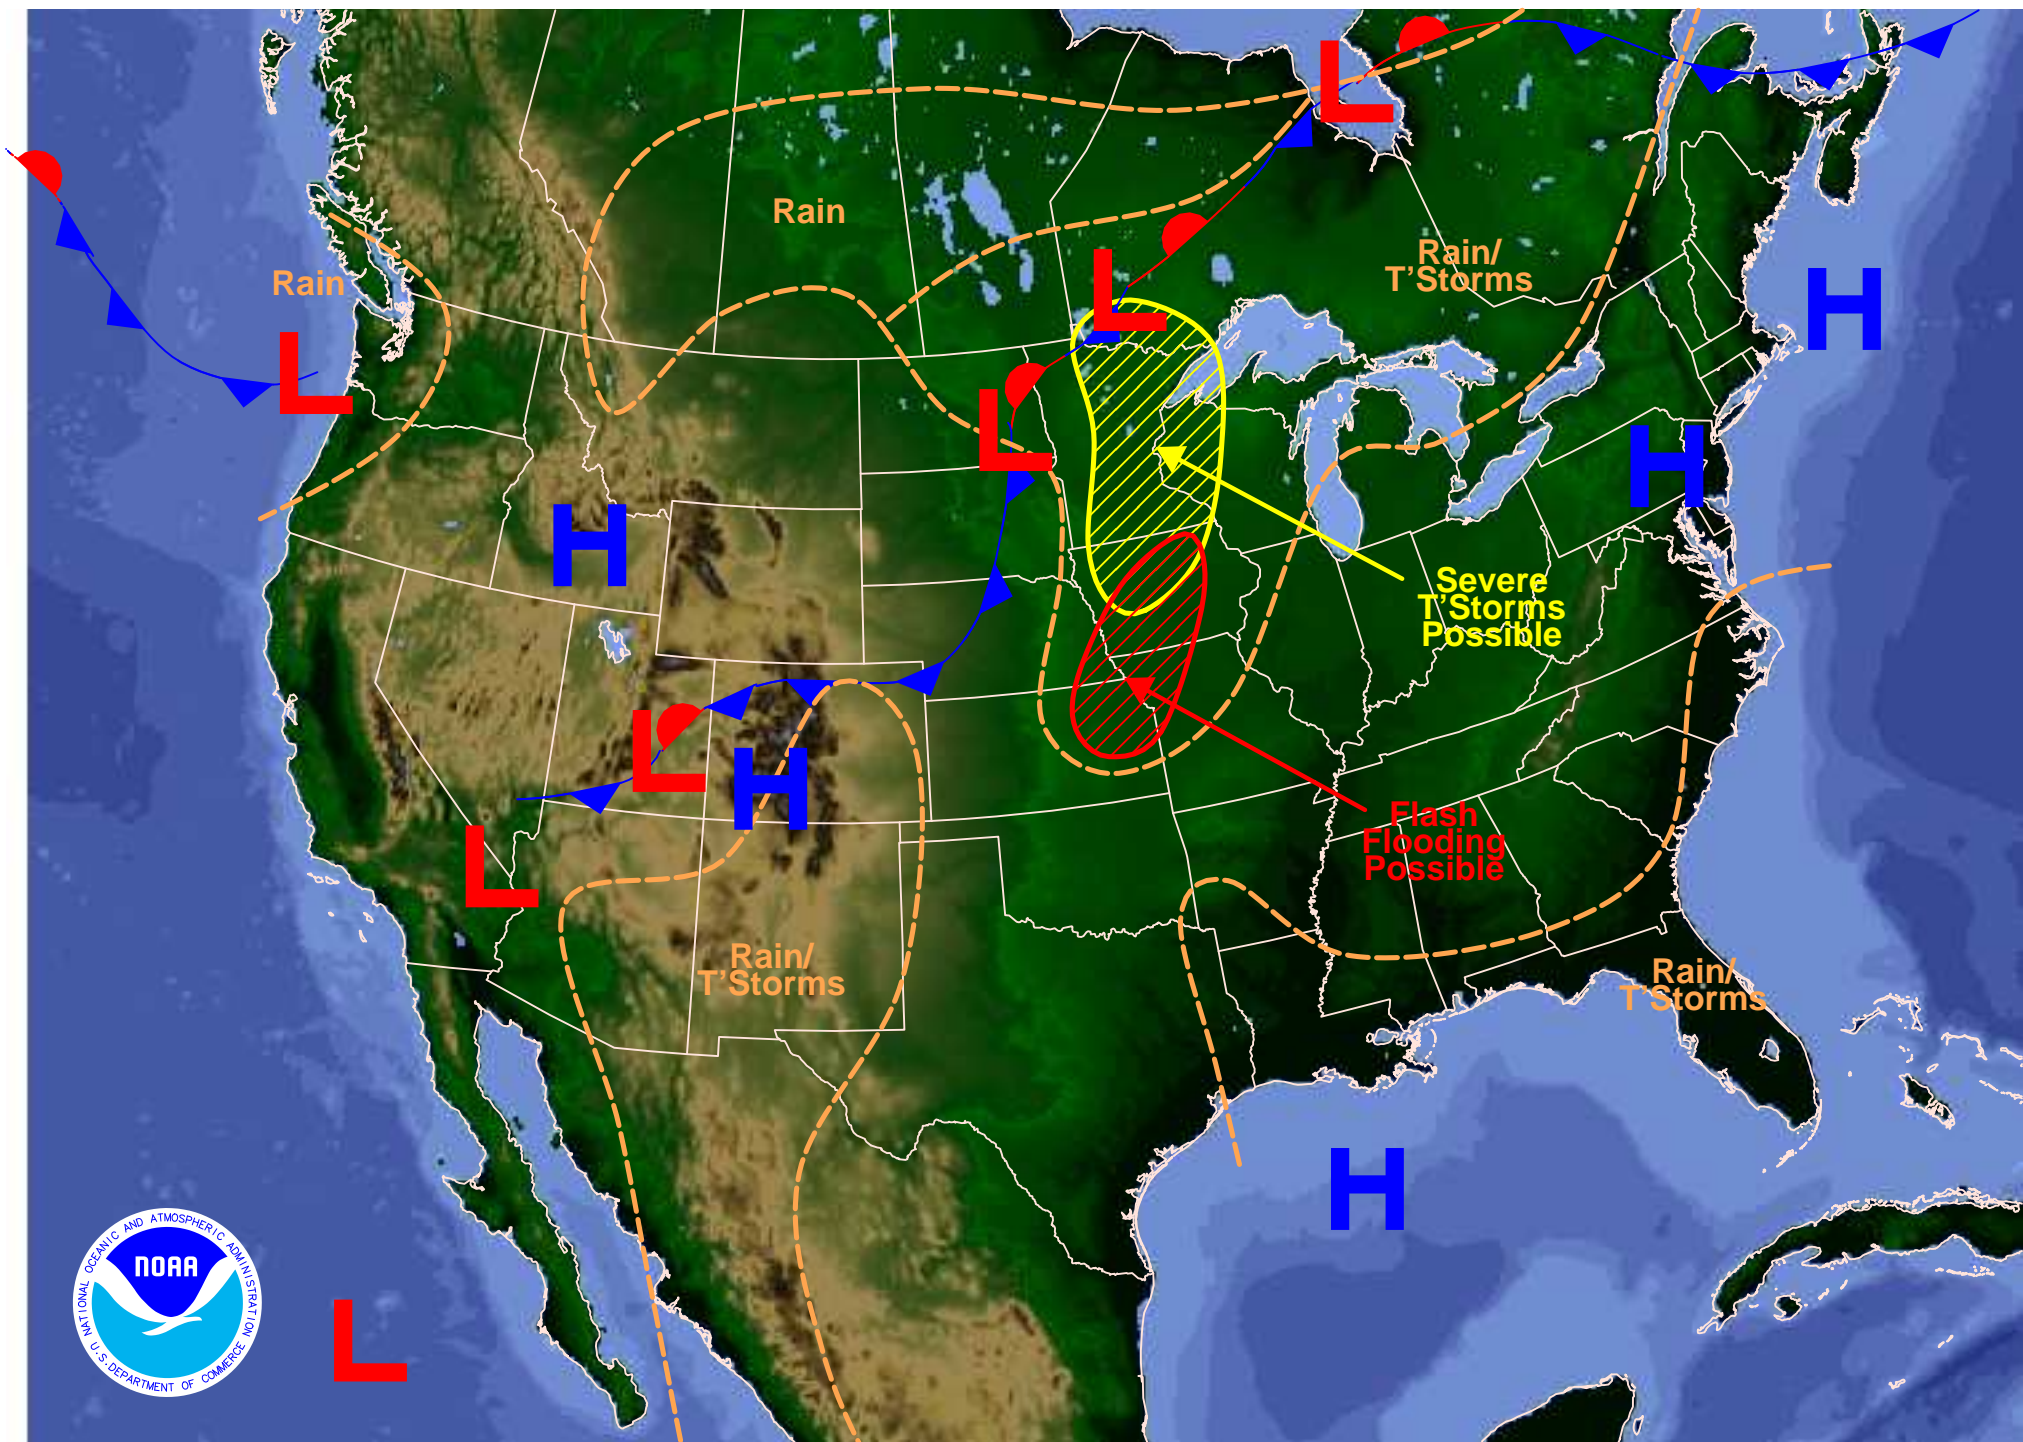 L
Rain
Rain/
T'Storms
Rain
L
H
L
H
L
H
L
H
Severe
T'Storms
Possible
L
H
Flash
Flooding
Possible
L
Rain/
T'Storms
Rain/
T'Storms
H
NATIONAL OCEANIC AND ATMOSPHERIC ADMINISTRATION
NOAA
U.S. DEPARTMENT OF COMMERCE
L